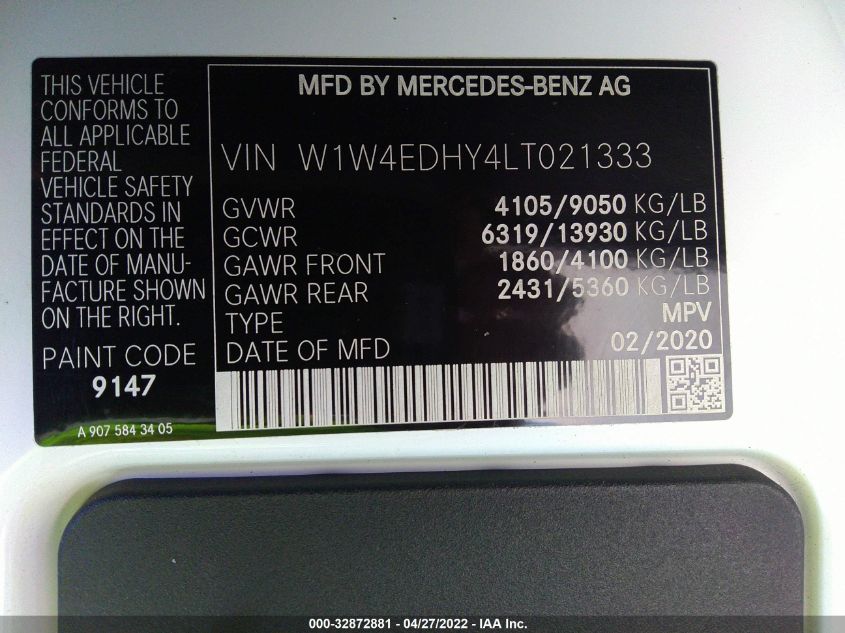 THIS VEHICLE
CONFORMS TO
ALL APPLICABLE
FEDERAL
VEHICLE SAFETY
STANDARDS IN
EFFECT ON THE
DATE OF MANU-
FACTURE SHOWN
ON THE RIGHT.
PAINT CODE
9147
A 907 584 34 05
MFD BY MERCEDES-BENZ AG
VIN W1W4EDHY4LT021333
GVWR 4105/9050 KG/LB
GCWR 6319/13930 KG/LB
GAWR FRONT 1860/4100 KG/LB
GAWR REAR 2431/5360 KG/LB
TYPE MPV
DATE OF MFD 02/2020
000-32872881 - 04/27/2022 - IAA Inc.